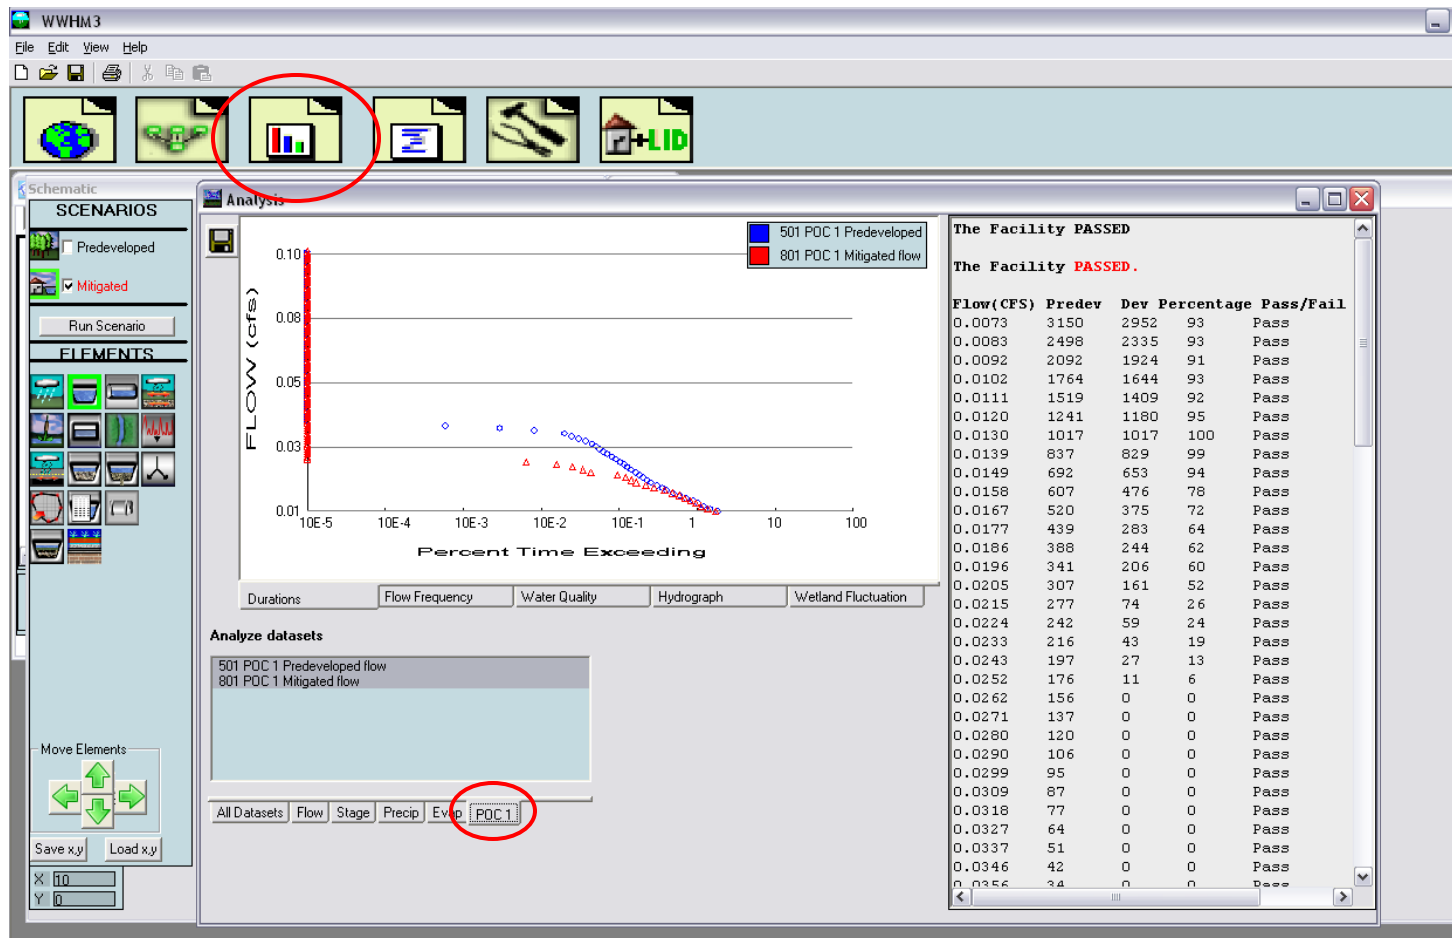 WWHM3
File Edit View Help
+LID
Schematic
SCENARIOS
Predeveloped
Mitigated
Run Scenario
ELEMENTS
Move Elements
Save x,y Load x,y
X 10
Y 0
Analysis
501 POC 1 Predeveloped
801 POC 1 Mitigated flow
FLOW (cfs)
0.10
0.08
0.05
0.03
0.01
10E-5 10E-4 10E-3 10E-2 10E-1 1 10 100
Percent Time Exceeding
Durations Flow Frequency Water Quality Hydrograph Wetland Fluctuation
Analyze datasets
501 POC 1 Predeveloped flow
801 POC 1 Mitigated flow
All Datasets Flow Stage Precip Evap POC 1
The Facility PASSED
The Facility PASSED.
Flow(CFS) Predev Dev Percentage Pass/Fail
0.0073 3150 2952 93 Pass
0.0083 2498 2335 93 Pass
0.0092 2092 1924 91 Pass
0.0102 1764 1644 93 Pass
0.0111 1519 1409 92 Pass
0.0120 1241 1180 95 Pass
0.0130 1017 1017 100 Pass
0.0139 837 829 99 Pass
0.0149 692 653 94 Pass
0.0158 607 476 78 Pass
0.0167 520 375 72 Pass
0.0177 439 283 64 Pass
0.0186 388 244 62 Pass
0.0196 341 206 60 Pass
0.0205 307 161 52 Pass
0.0215 277 74 26 Pass
0.0224 242 59 24 Pass
0.0233 216 43 19 Pass
0.0243 197 27 13 Pass
0.0252 176 11 6 Pass
0.0262 156 0 0 Pass
0.0271 137 0 0 Pass
0.0280 120 0 0 Pass
0.0290 106 0 0 Pass
0.0299 95 0 0 Pass
0.0309 87 0 0 Pass
0.0318 77 0 0 Pass
0.0327 64 0 0 Pass
0.0337 51 0 0 Pass
0.0346 42 0 0 Pass
0.0356 34 0 0 Pass